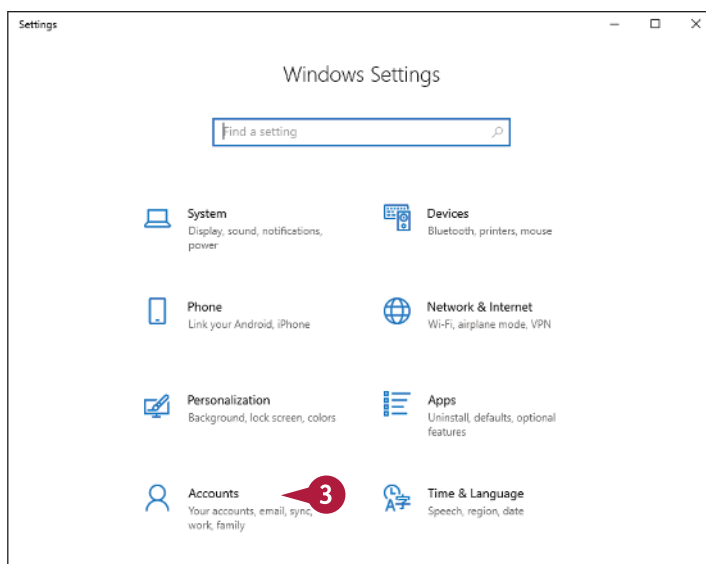 Settings
Windows Settings
Find a setting
System
Display, sound, notifications,
power
Devices
Bluetooth, printers, mouse
Phone
Link your Android, iPhone
Network & Internet
Wi-Fi, airplane mode, VPN
Personalization
Background, lock screen, colors
Apps
Uninstall, defaults, optional
features
Accounts
Your accounts, email, sync,
work, family
3
Time & Language
Speech, region, date